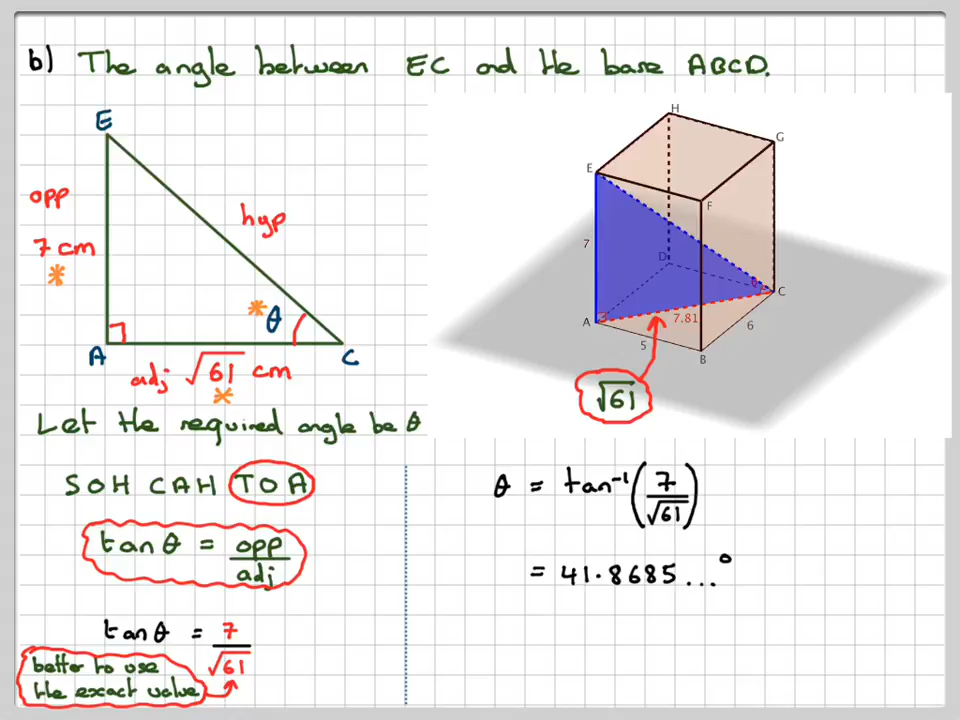 b) The angle between EC and the base ABCD.
E
opp
7 cm
*
hyp
*
θ
A
C
adj √61 cm
*
H
G
E
F
7
D
C
A
7.81
6
5
B
√61
Let the required angle be θ
SOH CAH TOA
tan θ = opp
adj
tan θ = 7
√61
better to use
the exact value
θ = tan⁻¹(7/√61)
= 41.8685...°